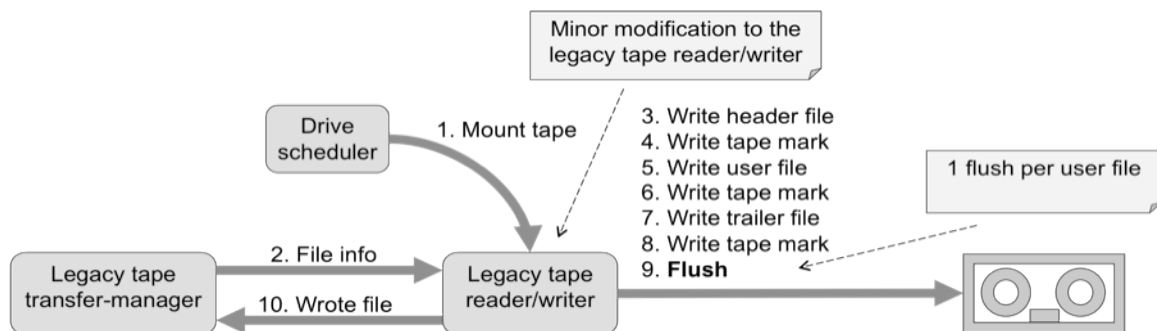 Minor modification to the
legacy tape reader/writer
Drive
scheduler
1. Mount tape
3. Write header file
4. Write tape mark
5. Write user file
6. Write tape mark
7. Write trailer file
8. Write tape mark
9. Flush
1 flush per user file
Legacy tape
transfer-manager
2. File info
10. Wrote file
Legacy tape
reader/writer